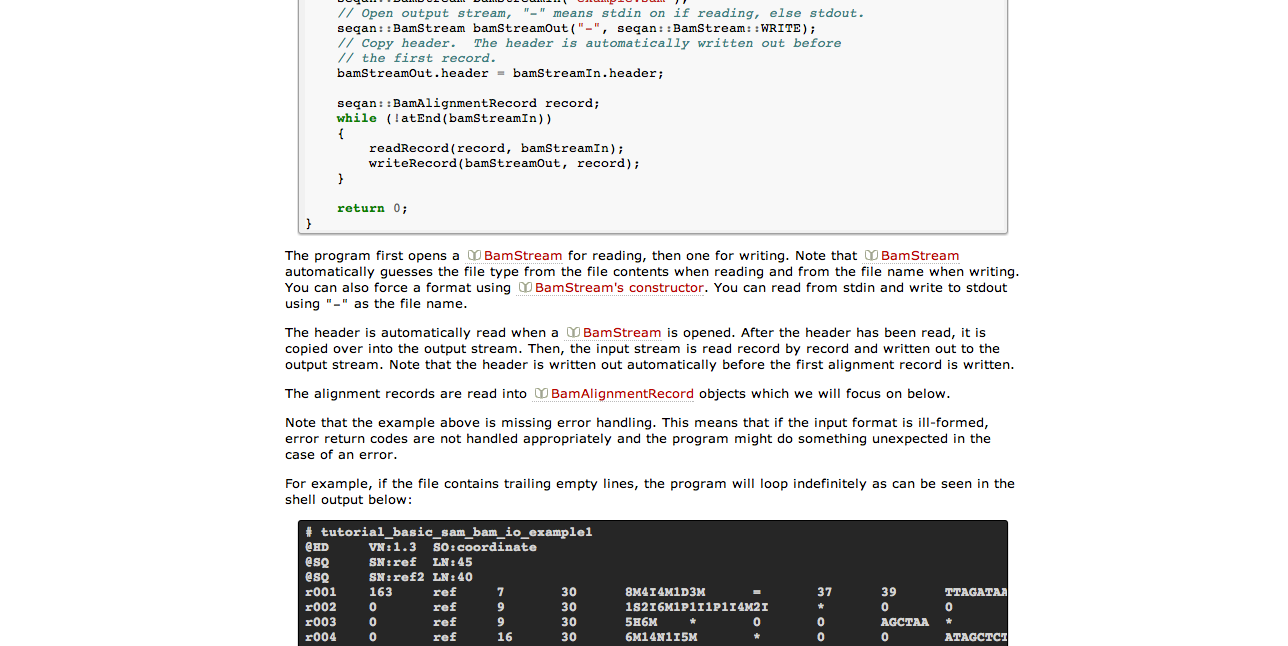 // Open output stream, "-" means stdin on if reading, else stdout.
seqan::BamStream bamStreamOut("-", seqan::BamStream::WRITE);
// Copy header.  The header is automatically written out before
// the first record.
bamStreamOut.header = bamStreamIn.header;
seqan::BamAlignmentRecord record;
while (!atEnd(bamStreamIn))
{
readRecord(record, bamStreamIn);
writeRecord(bamStreamOut, record);
}
return 0;
}
The program first opens a BamStream for reading, then one for writing. Note that BamStream
automatically guesses the file type from the file contents when reading and from the file name when writing.
You can also force a format using BamStream's constructor. You can read from stdin and write to stdout
using "-" as the file name.
The header is automatically read when a BamStream is opened. After the header has been read, it is
copied over into the output stream. Then, the input stream is read record by record and written out to the
output stream. Note that the header is written out automatically before the first alignment record is written.
The alignment records are read into BamAlignmentRecord objects which we will focus on below.
Note that the example above is missing error handling. This means that if the input format is ill-formed,
error return codes are not handled appropriately and the program might do something unexpected in the
case of an error.
For example, if the file contains trailing empty lines, the program will loop indefinitely as can be seen in the
shell output below:
# tutorial_basic_sam_bam_io_example1
@HD VN:1.3 SO:coordinate
@SQ SN:ref LN:45
@SQ SN:ref2 LN:40
r001 163 ref 7 30 8M4I4M1D3M = 37 39 TTAGATAA
r002 0 ref 9 30 1S2I6M1P1I1P1I4M2I * 0 0
r003 0 ref 9 30 5H6M * 0 0 AGCTAA *
r004 0 ref 16 30 6M14N1I5M * 0 0 ATAGCTCT